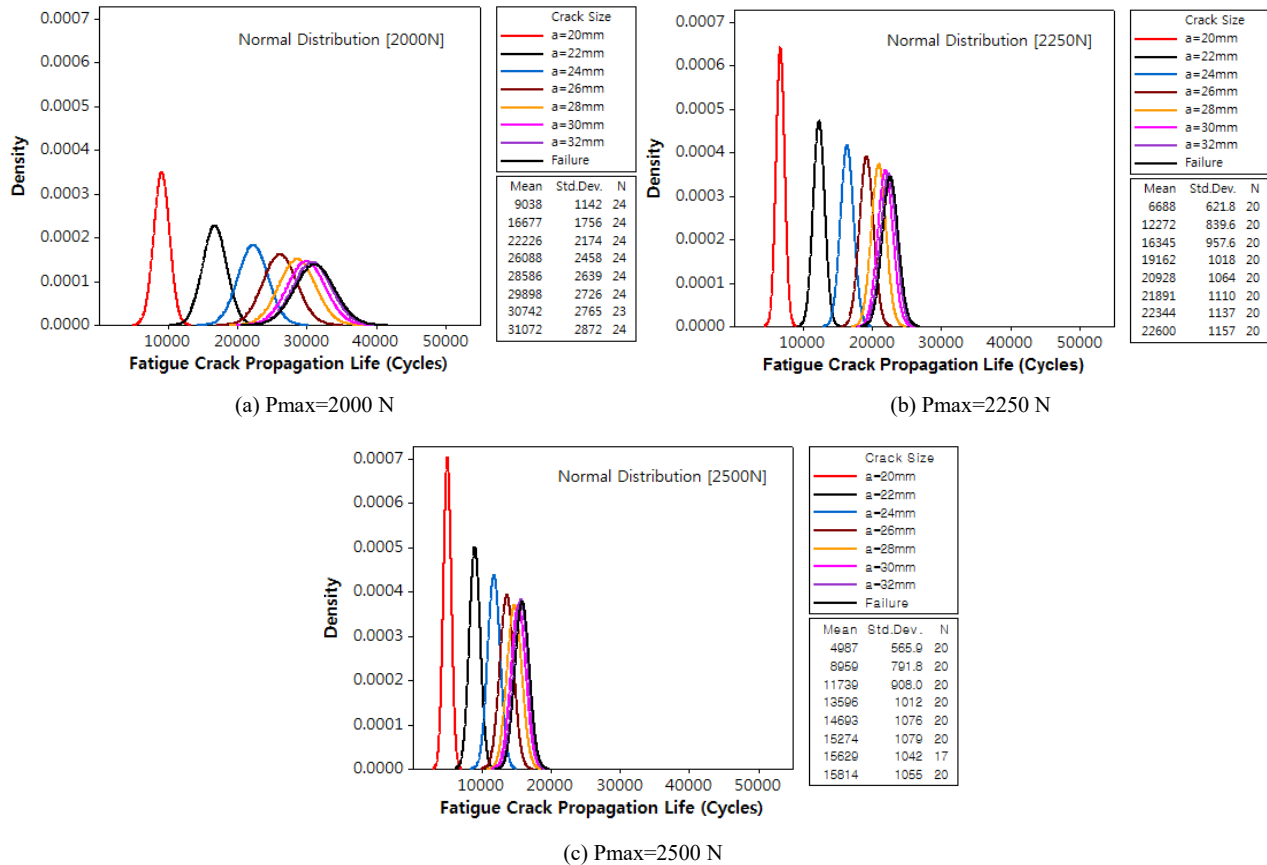 0.0007
0.0006
0.0005
0.0004
0.0003
0.0002
0.0001
0.0000
Density
Normal Distribution [2000N]
10000 20000 30000 40000 50000
Fatigue Crack Propagation Life (Cycles)
Crack Size
a=20mm
a=22mm
a=24mm
a=26mm
a=28mm
a=30mm
a=32mm
Failure
Mean Std.Dev. N
9038 1142 24
16677 1756 24
22226 2174 24
26088 2458 24
28586 2639 24
29898 2726 24
30742 2765 23
31072 2872 24
(a) Pmax=2000 N
0.0007
0.0006
0.0005
0.0004
0.0003
0.0002
0.0001
0.0000
Density
Normal Distribution [2250N]
10000 20000 30000 40000 50000
Fatigue Crack Propagation Life (Cycles)
Crack Size
a=20mm
a=22mm
a=24mm
a=26mm
a=28mm
a=30mm
a=32mm
Failure
Mean Std.Dev. N
6688 621.8 20
12272 839.6 20
16345 957.6 20
19162 1018 20
20928 1064 20
21891 1110 20
22344 1137 20
22600 1157 20
(b) Pmax=2250 N
0.0007
0.0006
0.0005
0.0004
0.0003
0.0002
0.0001
0.0000
Density
Normal Distribution [2500N]
10000 20000 30000 40000 50000
Fatigue Crack Propagation Life (Cycles)
Crack Size
a-20mm
a-22mm
a-24mm
a-26mm
a-28mm
a-30mm
a-32mm
Failure
Mean Std.Dev. N
4987 565.9 20
8959 791.8 20
11739 908.0 20
13596 1012 20
14693 1076 20
15274 1079 20
15629 1042 17
15814 1055 20
(c) Pmax=2500 N